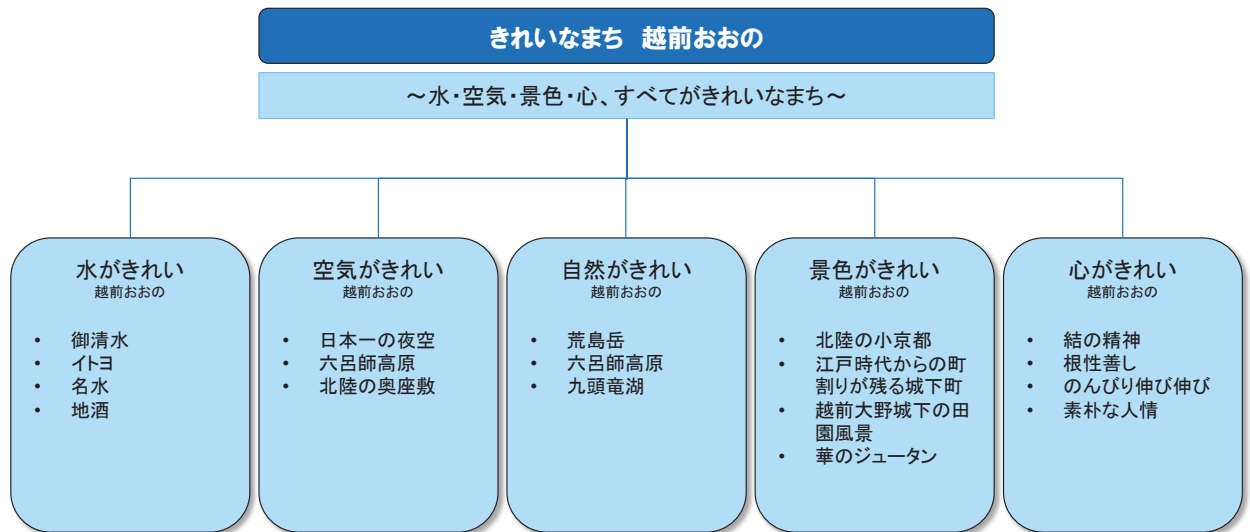 きれいなまち 越前おおの
～水・空気・景色・心、すべてがきれいなまち～
水がきれい
越前おおの
• 御清水
• イトヨ
• 名水
• 地酒
空気がきれい
越前おおの
• 日本一の夜空
• 六呂師高原
• 北陸の奥座敷
自然がきれい
越前おおの
• 荒島岳
• 六呂師高原
• 九頭竜湖
景色がきれい
越前おおの
• 北陸の小京都
• 江戸時代からの町
割りが残る城下町
• 越前大野城下の田
園風景
• 華のジュータン
心がきれい
越前おおの
• 結の精神
• 根性善し
• のんびり伸び伸び
• 素朴な人情